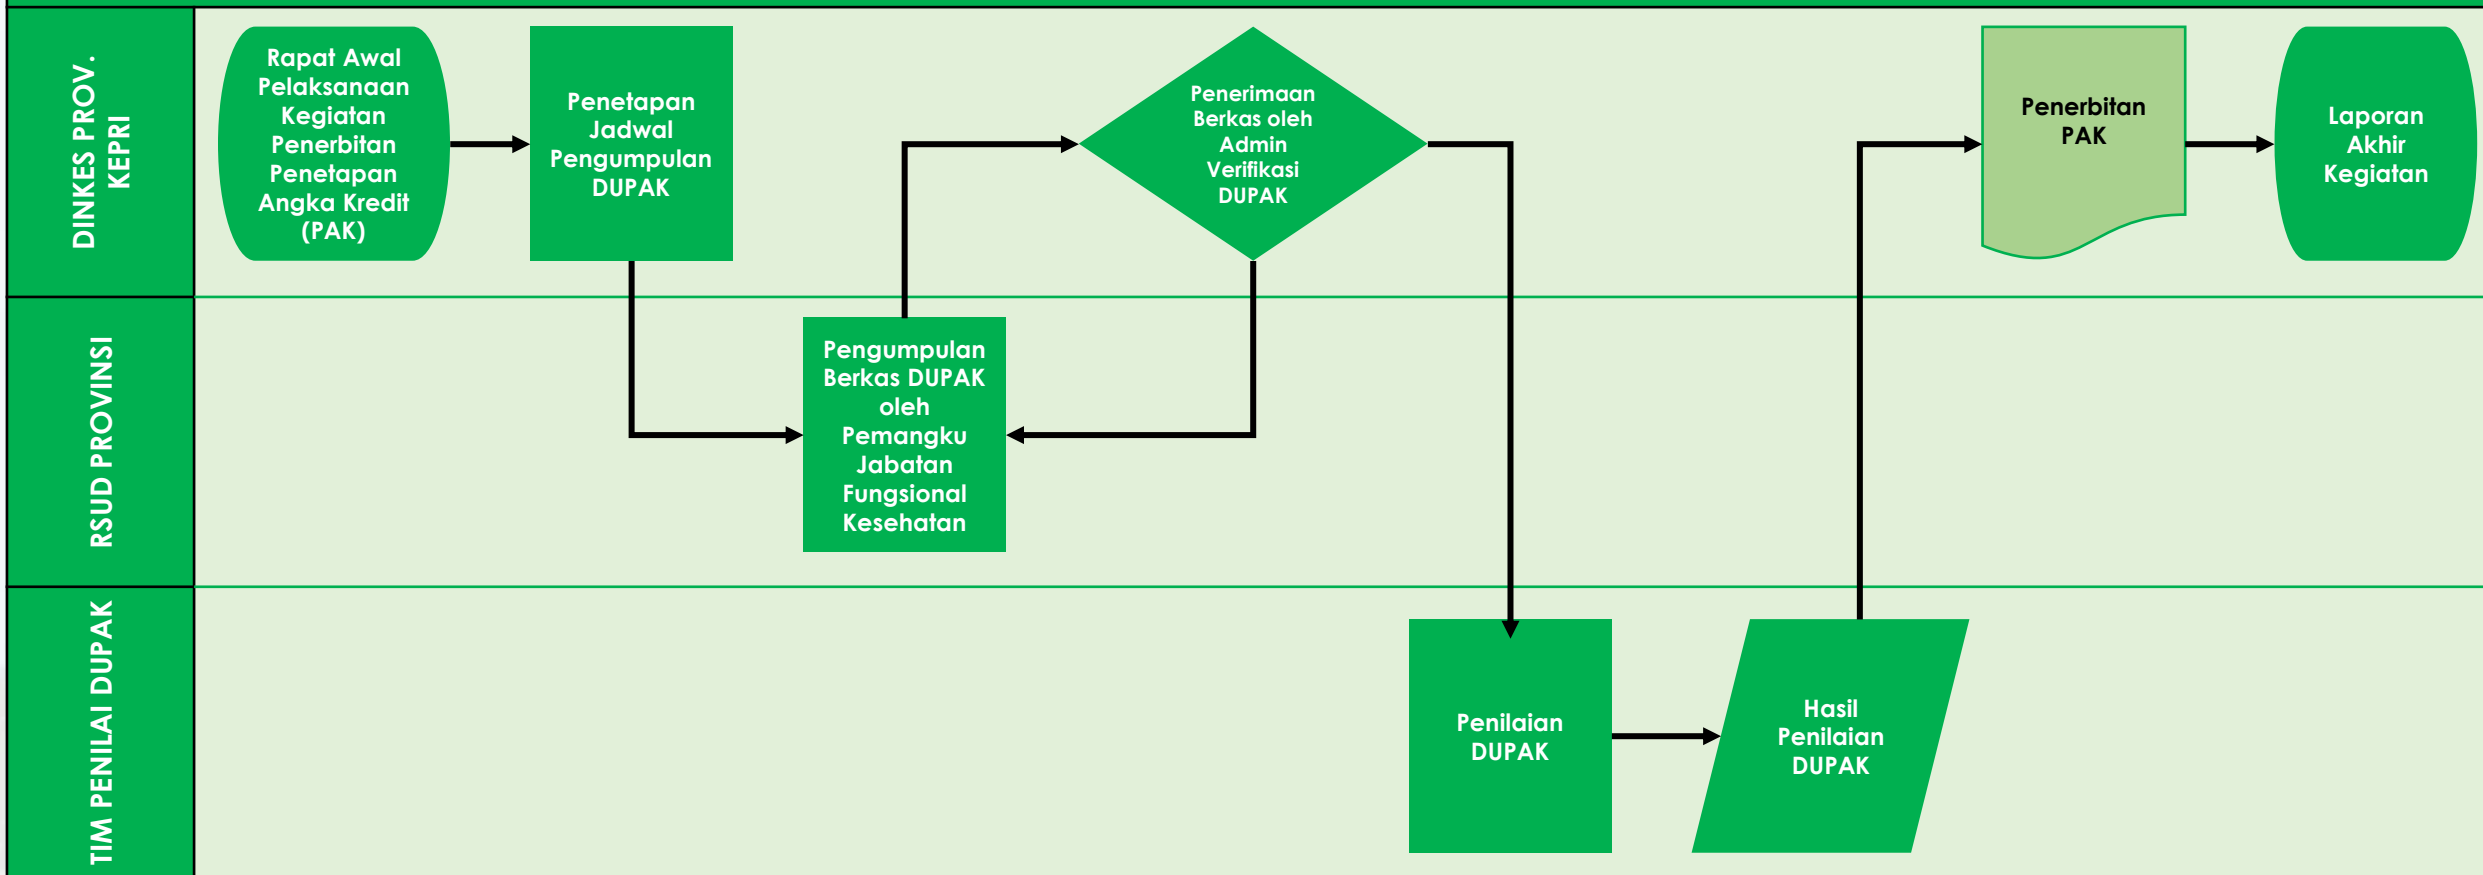 DINKES PROV.
KEPRI
Rapat Awal
Pelaksanaan
Kegiatan
Penerbitan
Penetapan
Angka Kredit
(PAK)
Penetapan
Jadwal
Pengumpulan
DUPAK
Penerimaan
Berkas oleh
Admin
Verifikasi
DUPAK
Penerbitan
PAK
Laporan
Akhir
Kegiatan
RSUD PROVINSI
Pengumpulan
Berkas DUPAK
oleh
Pemangku
Jabatan
Fungsional
Kesehatan
TIM PENILAI DUPAK
Penilaian
DUPAK
Hasil
Penilaian
DUPAK